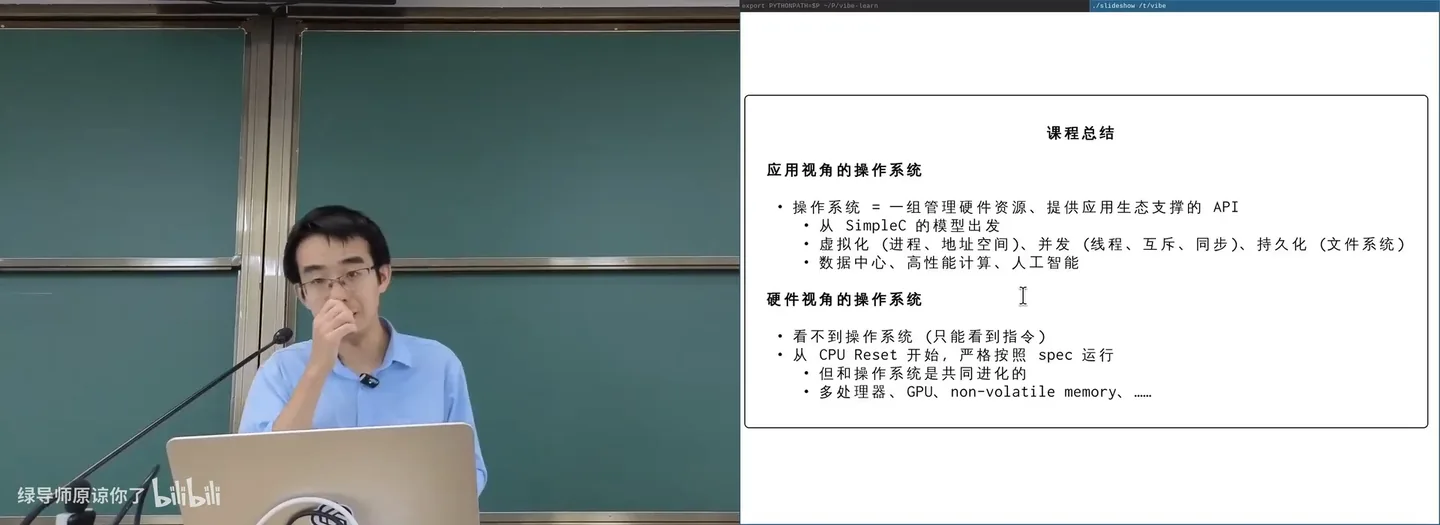 绿导师原谅你了 bilibili
export PYTHONPATH=$P ~/P/vibe-learn
./slideshow /t/vibe
课程总结
应用视角的操作系统
• 操作系统 = 一组管理硬件资源、提供应用生态支撑的 API
• 从 SimpleC 的模型出发
• 虚拟化 (进程、地址空间)、并发 (线程、互斥、同步)、持久化 (文件系统)
• 数据中心、高性能计算、人工智能
硬件视角的操作系统
• 看不到操作系统 (只能看到指令)
• 从 CPU Reset 开始, 严格按照 spec 运行
• 但和操作系统是共同进化的
• 多处理器、GPU、non-volatile memory、……